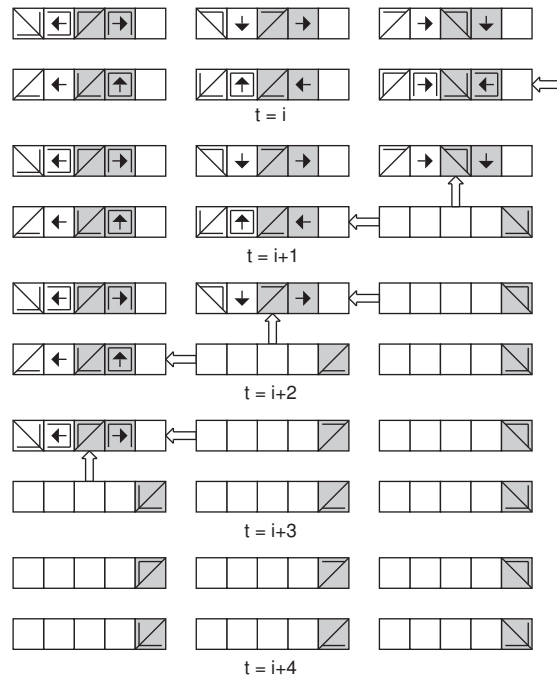 t = i
t = i+1
t = i+2
t = i+3
t = i+4